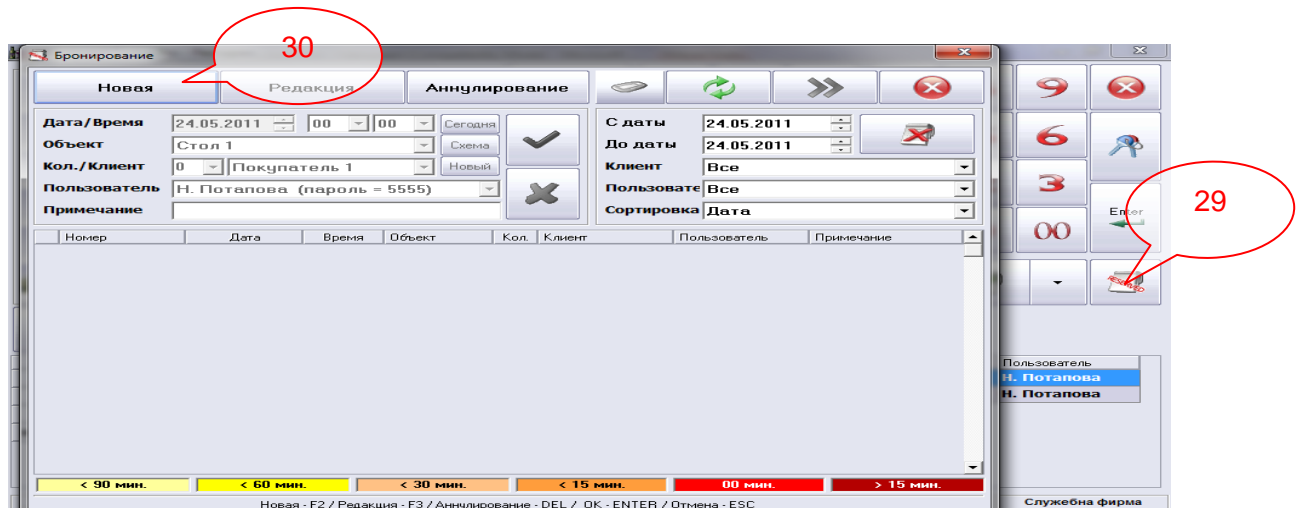 30
Бронирование
Новая Редакция Аннулирование
9
Дата/Время 24.05.2011 00 00 Сегодня
С даты 24.05.2011
Объект Стол 1 Схема
До даты 24.05.2011
6
Кол./Клиент 0 Покупатель 1 Новый
Клиент Все
Пользователь Н. Потапова (пароль = 5555)
Пользовате Все
3
Примечание
Сортировка Дата
29
Enter
00
Номер Дата Время Объект Кол. Клиент Пользователь Примечание
RESERVED
Пользователь
Н. Потапова
Н. Потапова
< 90 мин. < 60 мин. < 30 мин. < 15 мин. 00 мин. > 15 мин.
Новая - F2 / Редакция - F3 / Аннулирование - DEL / OK - ENTER / Отмена - ESC
Служебна фирма